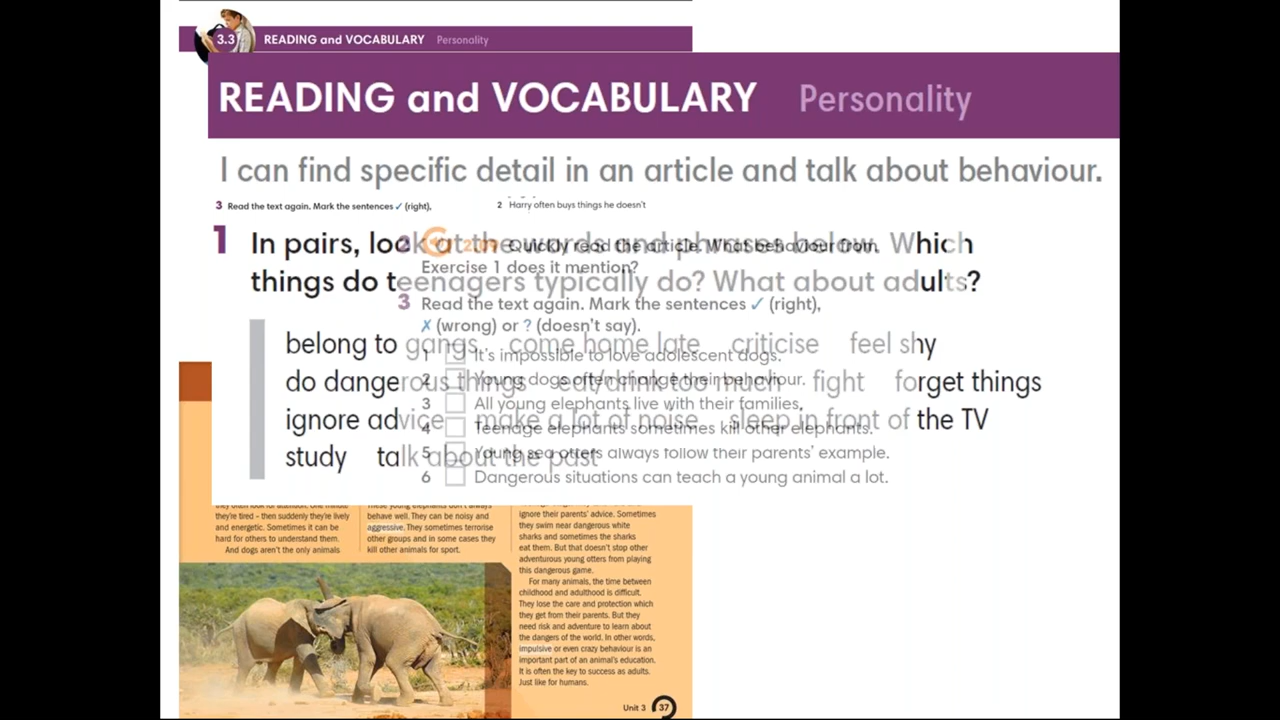 3.3 READING and VOCABULARY Personality
READING and VOCABULARY Personality
I can find specific detail in an article and talk about behaviour.
3 Read the text again. Mark the sentences ✓ (right),
2 Harry often buys things he doesn't
1 In pairs, look at the words and phrases below. Which
things do teenagers typically do? What about adults?
belong to gangs come home late criticise feel shy
do dangerous things eat/drink too much fight forget things
ignore advice make a lot of noise sleep in front of the TV
study talk about the past
2 2.09 Quickly read the article. What behaviour from
Exercise 1 does it mention?
3 Read the text again. Mark the sentences ✓ (right),
✗ (wrong) or ? (doesn't say).
1 It's impossible to love adolescent dogs.
2 Young dogs often change their behaviour.
3 All young elephants live with their families.
4 Teenage elephants sometimes kill other elephants.
5 Young sea otters always follow their parents' example.
6 Dangerous situations can teach a young animal a lot.
they often look for attention. One minute
they're tired – then suddenly they're lively
and energetic. Sometimes it can be
hard for others to understand them.
And dogs aren't the only animals
These young elephants don't always
behave well. They can be noisy and
aggressive. They sometimes terrorise
other groups and in some cases they
kill other animals for sport.
ignore their parents' advice. Sometimes
they swim near dangerous white
sharks and sometimes the sharks
eat them. But that doesn't stop other
adventurous young otters from playing
this dangerous game.
For many animals, the time between
childhood and adulthood is difficult.
They lose the care and protection which
they get from their parents. But they
need risk and adventure to learn about
the dangers of the world. In other words,
impulsive or even crazy behaviour is an
important part of an animal's education.
It is often the key to success as adults.
Just like for humans.
Unit 3 37